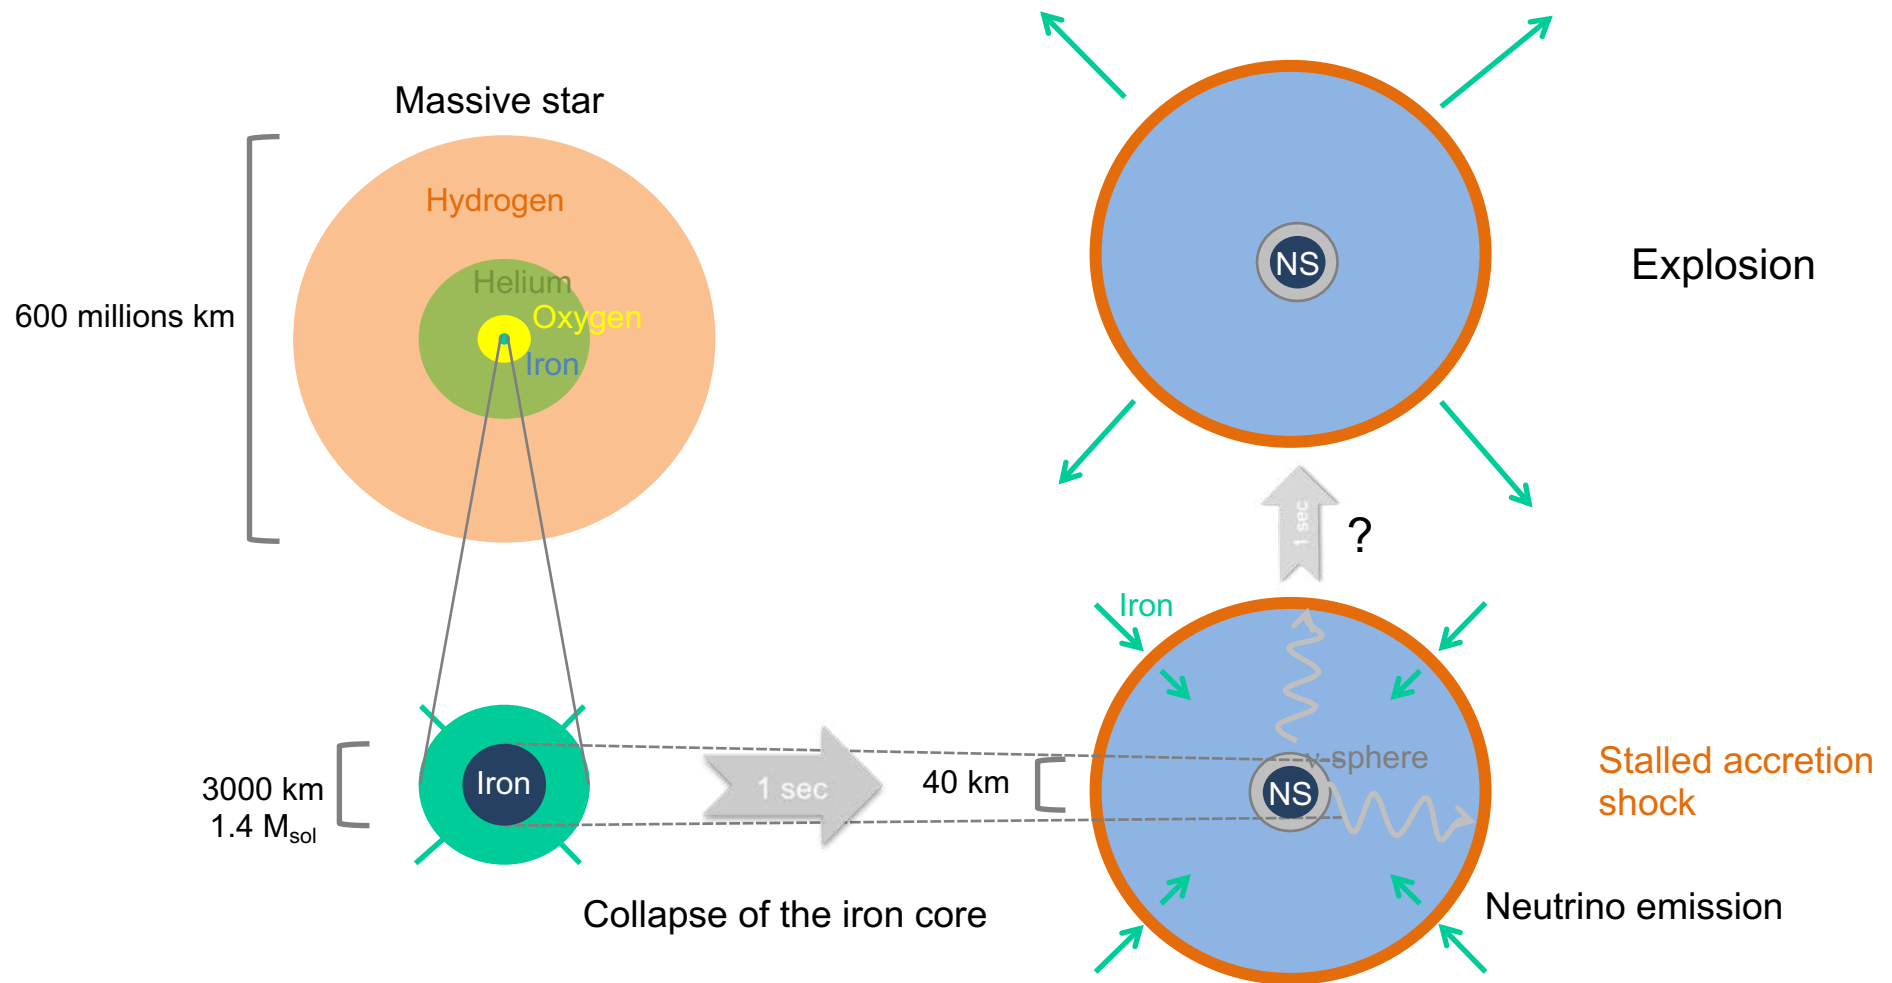 Massive star
Hydrogen
Helium
Oxygen
Iron
600 millions km
NS
Explosion
1 sec
?
Iron
3000 km
1.4 Msol
Iron
1 sec
40 km
ν-sphere
NS
Stalled accretion
shock
Collapse of the iron core
Neutrino emission